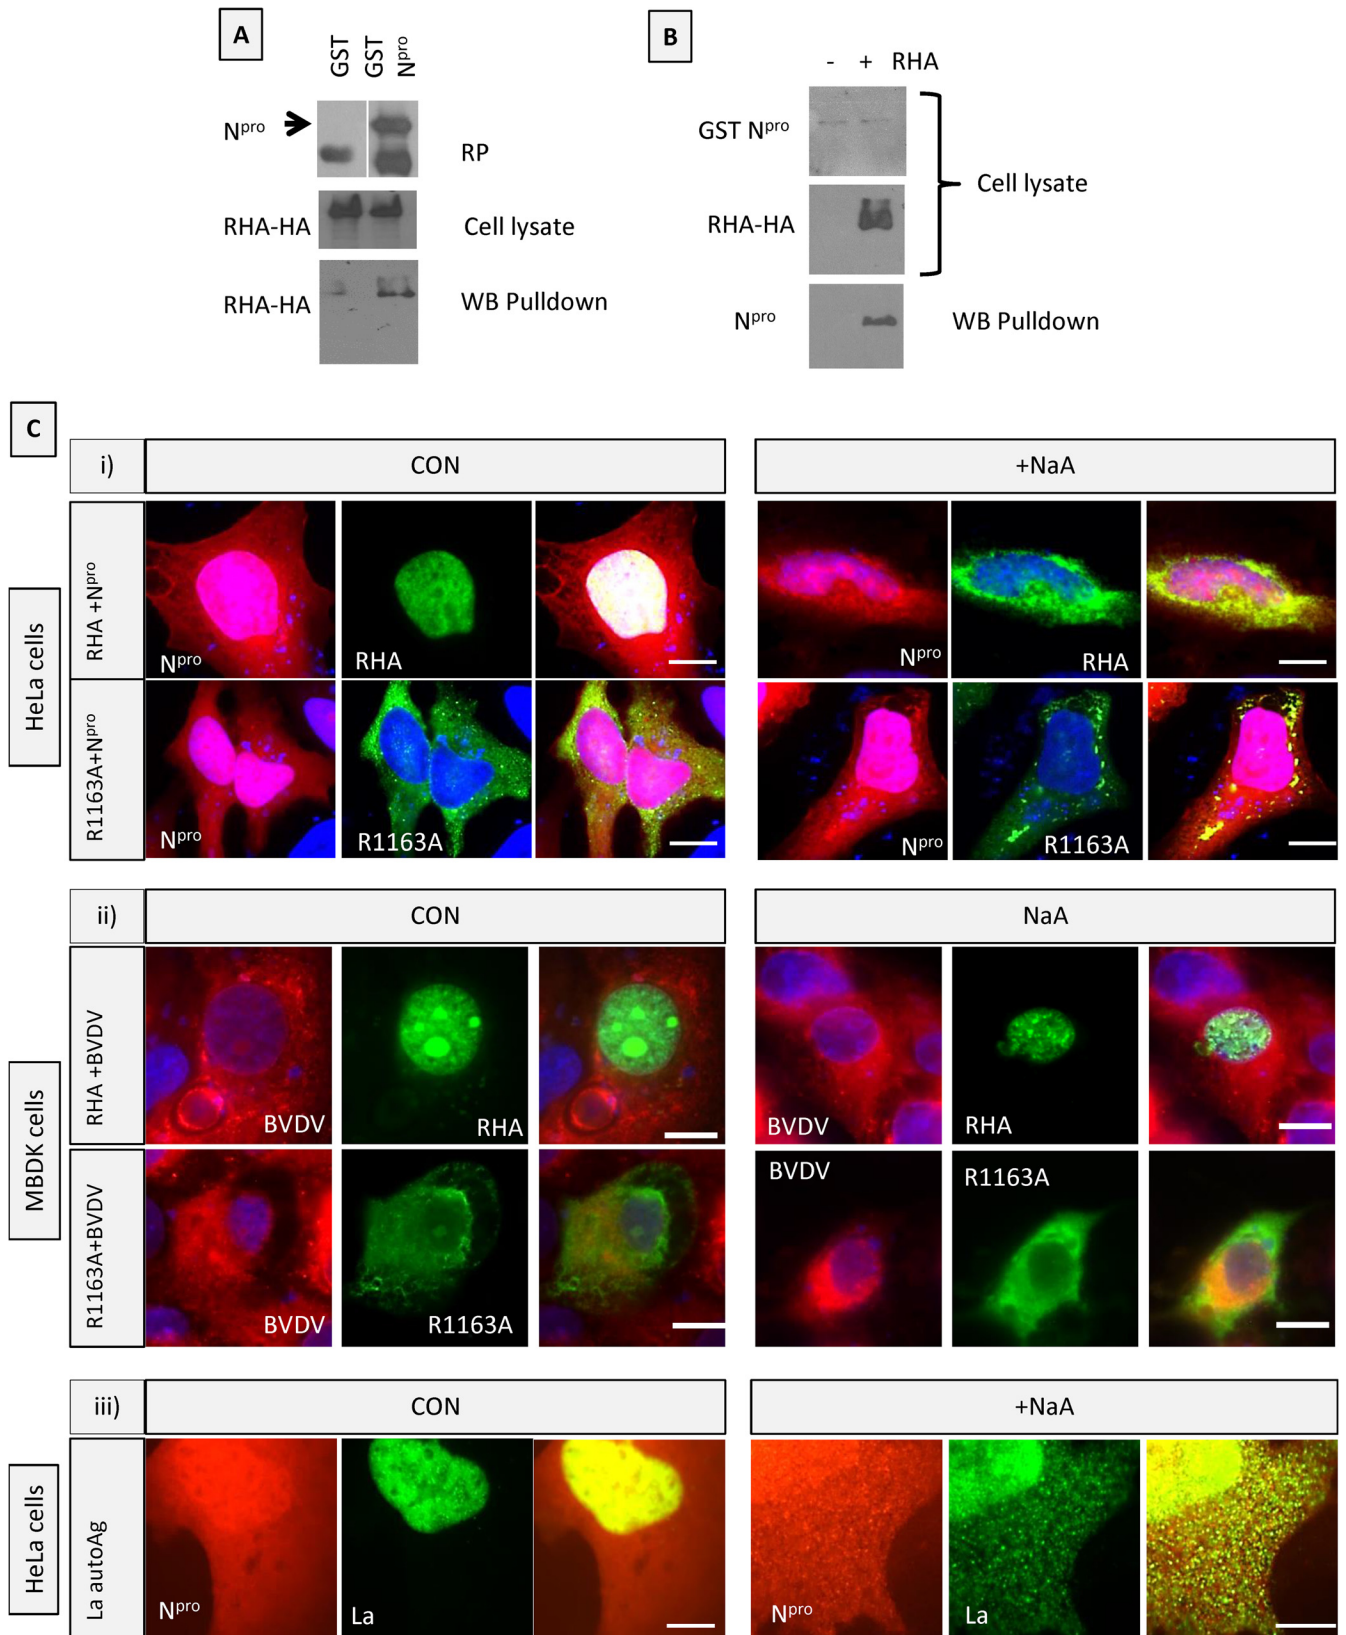 A
GST
GST
Npro
Npro
RP
RHA-HA
Cell lysate
RHA-HA
WB Pulldown
B
- + RHA
GST Npro
Cell lysate
RHA-HA
Npro
WB Pulldown
C
i)
CON
+NaA
HeLa cells
RHA +Npro
Npro
RHA
Npro
RHA
R1163A+Npro
Npro
R1163A
Npro
R1163A
ii)
CON
NaA
MBDK cells
RHA +BVDV
BVDV
RHA
BVDV
RHA
R1163A+BVDV
BVDV
R1163A
BVDV
R1163A
iii)
CON
+NaA
HeLa cells
La autoAg
Npro
La
Npro
La